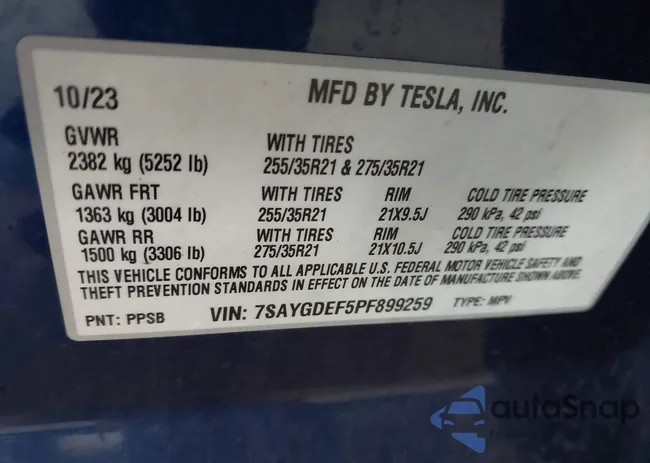 10/23 MFD BY TESLA, INC.
GVWR WITH TIRES
2382 kg (5252 lb) 255/35R21 & 275/35R21
GAWR FRT WITH TIRES RIM COLD TIRE PRESSURE
1363 kg (3004 lb) 255/35R21 21X9.5J 290 kPa, 42 psi
GAWR RR WITH TIRES RIM COLD TIRE PRESSURE
1500 kg (3306 lb) 275/35R21 21X10.5J 290 kPa, 42 psi
THIS VEHICLE CONFORMS TO ALL APPLICABLE U.S. FEDERAL MOTOR VEHICLE SAFETY AND
THEFT PREVENTION STANDARDS IN EFFECT ON THE DATE OF MANUFACTURE SHOWN ABOVE.
PNT: PPSB VIN: 7SAYGDEF5PF899259 TYPE: MPV
autoSnap